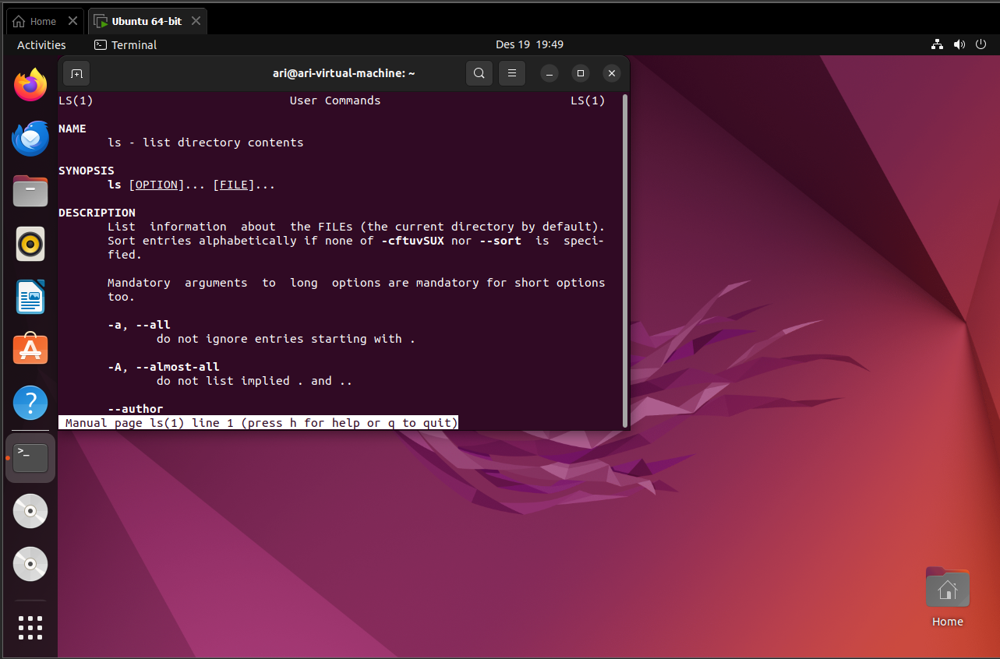 Home
Ubuntu 64-bit
Activities
Terminal
Des 19 19:49
ari@ari-virtual-machine: ~
LS(1) User Commands LS(1)
NAME
ls - list directory contents
SYNOPSIS
ls [OPTION]... [FILE]...
DESCRIPTION
List information about the FILEs (the current directory by default).
Sort entries alphabetically if none of -cftuvSUX nor --sort is speci-
fied.
Mandatory arguments to long options are mandatory for short options
too.
-a, --all
do not ignore entries starting with .
-A, --almost-all
do not list implied . and ..
--author
Manual page ls(1) line 1 (press h for help or q to quit)
Home